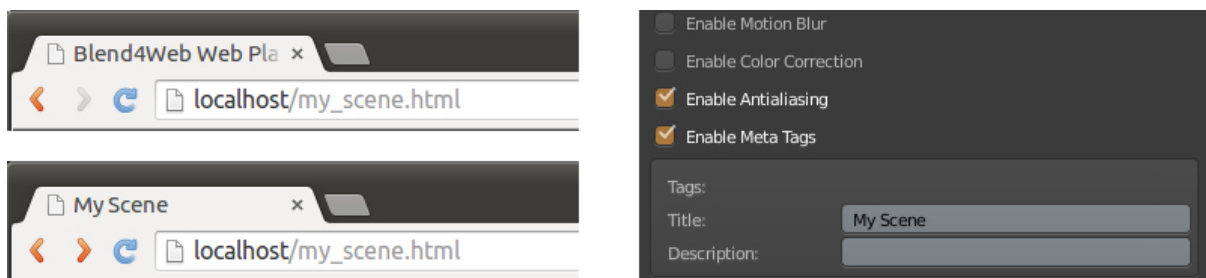 Blend4Web Web Pla ×
localhost/my_scene.html
My Scene ×
localhost/my_scene.html
Enable Motion Blur
Enable Color Correction
Enable Antialiasing
Enable Meta Tags
Tags:
Title: My Scene
Description: